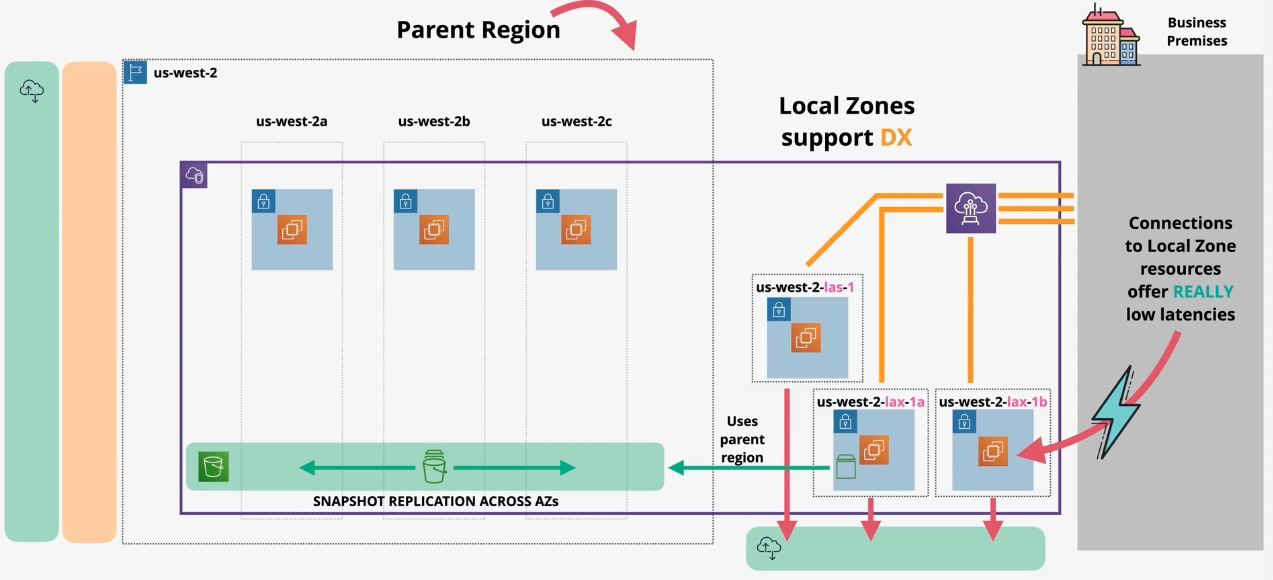 Parent Region
us-west-2
us-west-2a
us-west-2b
us-west-2c
Local Zones
support DX
Business
Premises
Connections
to Local Zone
resources
offer REALLY
low latencies
us-west-2-las-1
us-west-2-lax-1a
us-west-2-lax-1b
Uses
parent
region
SNAPSHOT REPLICATION ACROSS AZs